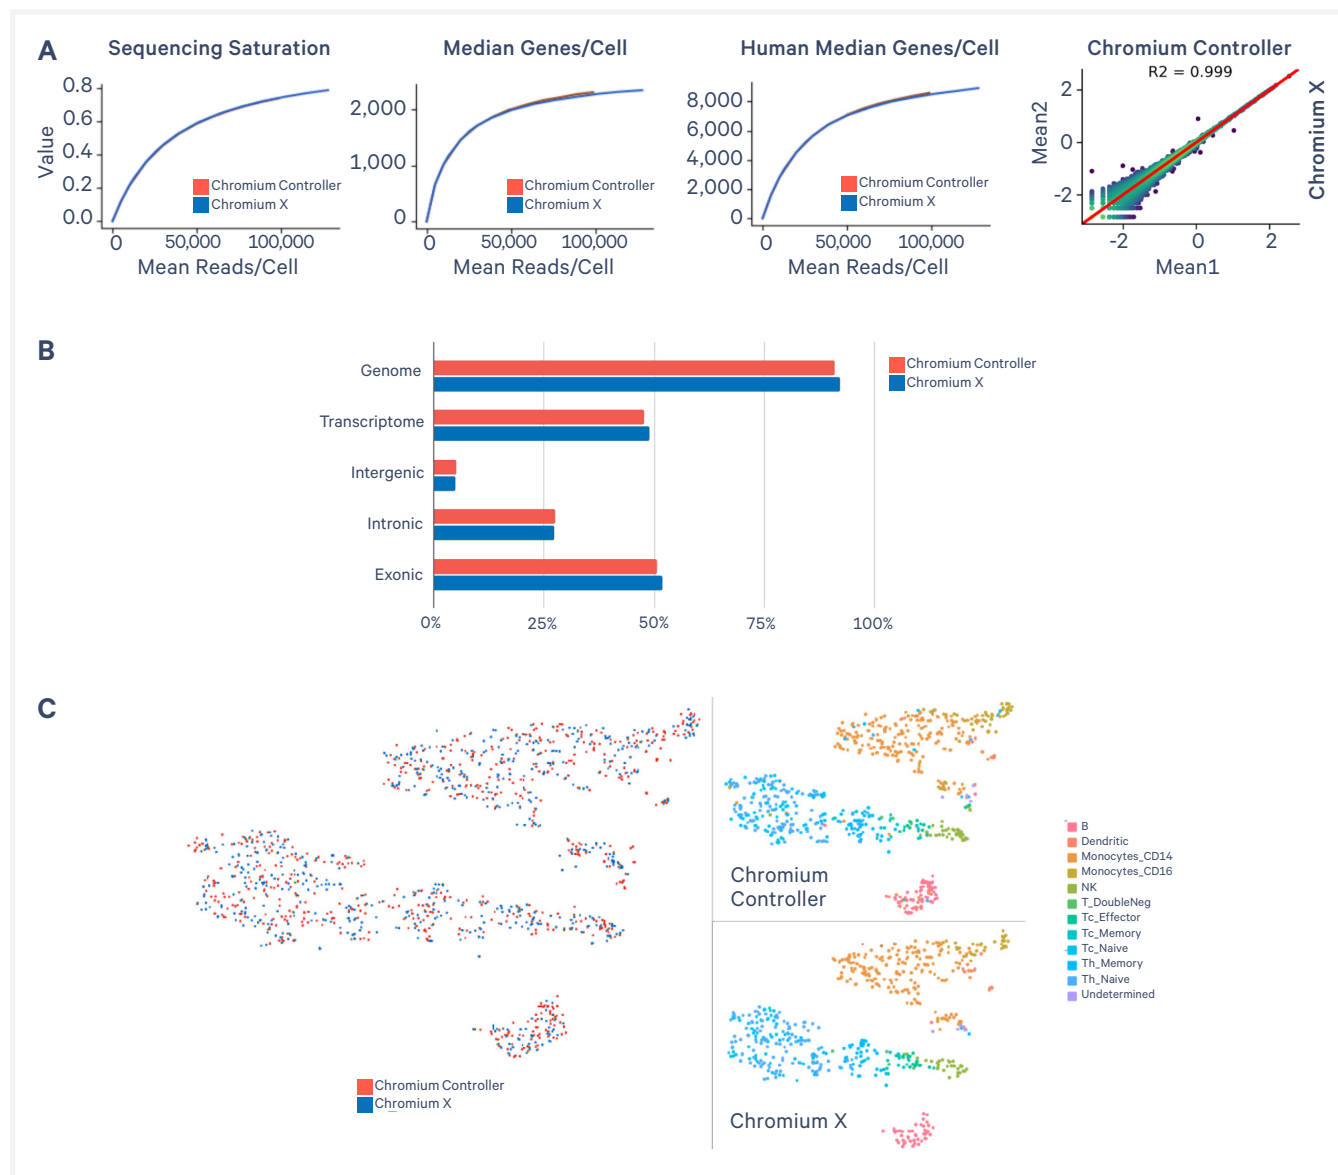 A
Sequencing Saturation
Value
0.8
0.6
0.4
0.2
0.0
Chromium Controller
Chromium X
0 50,000 100,000
Mean Reads/Cell
Median Genes/Cell
2,000
1,000
0
Chromium Controller
Chromium X
0 50,000 100,000
Mean Reads/Cell
Human Median Genes/Cell
8,000
6,000
4,000
2,000
0
Chromium Controller
Chromium X
0 50,000 100,000
Mean Reads/Cell
Chromium Controller
R2 = 0.999
Mean2
2
0
-2
-2 0 2
Mean1
Chromium X
B
Genome
Transcriptome
Intergenic
Intronic
Exonic
0% 25% 50% 75% 100%
Chromium Controller
Chromium X
C
Chromium Controller
Chromium X
Chromium
Controller
Chromium X
B
Dendritic
Monocytes_CD14
Monocytes_CD16
NK
T_DoubleNeg
Tc_Effector
Tc_Memory
Tc_Naive
Th_Memory
Th_Naive
Undetermined